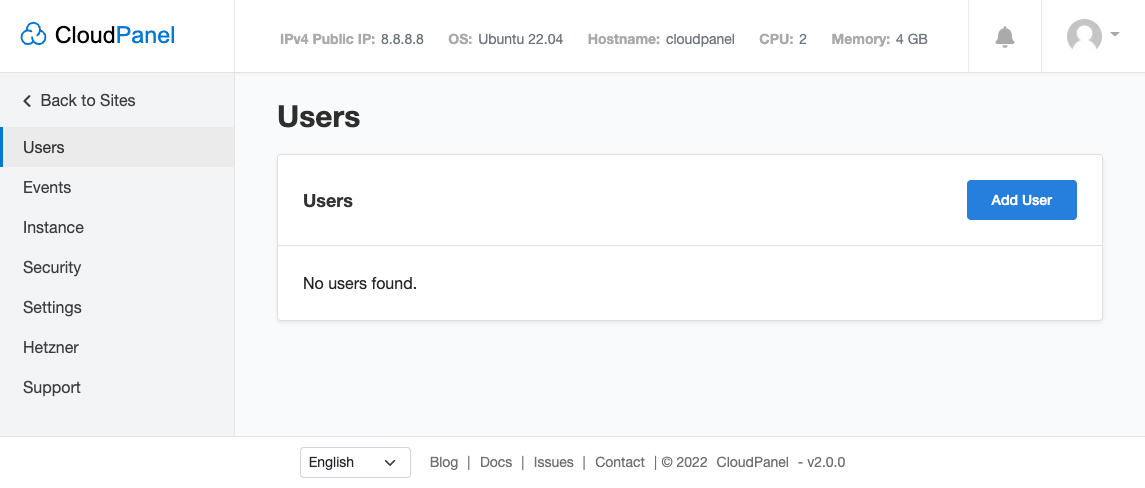 CloudPanel
IPv4 Public IP: 8.8.8.8 OS: Ubuntu 22.04 Hostname: cloudpanel CPU: 2 Memory: 4 GB
Back to Sites
Users
Events
Instance
Security
Settings
Hetzner
Support
Users
Users
Add User
No users found.
English
Blog | Docs | Issues | Contact | © 2022 CloudPanel - v2.0.0